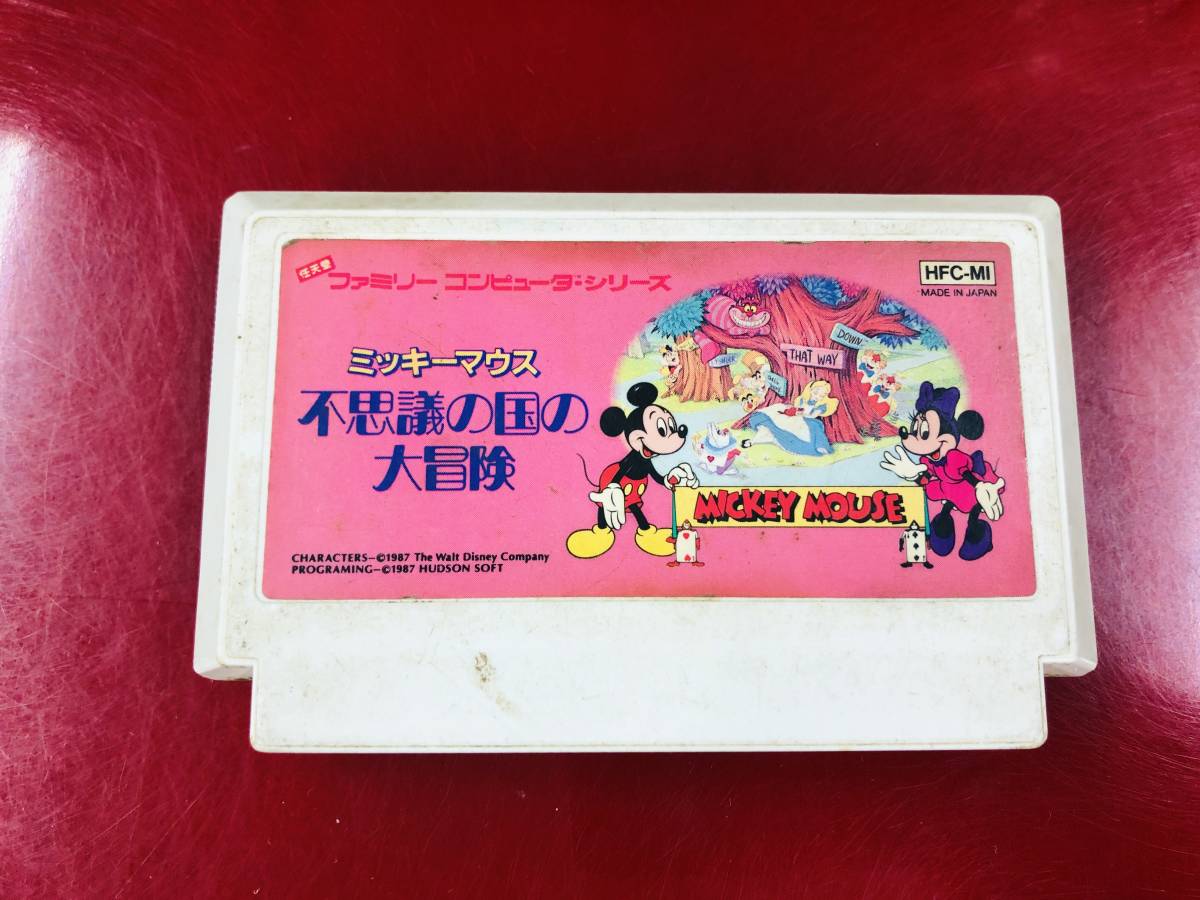 任天堂
ファミリー コンピュータ・シリーズ
HFC-MI
MADE IN JAPAN
ミッキーマウス
不思議の国の
大冒険
DOWN
THAT WAY
MICKEY MOUSE
CHARACTERS-©1987 The Walt Disney Company
PROGRAMING-©1987 HUDSON SOFT